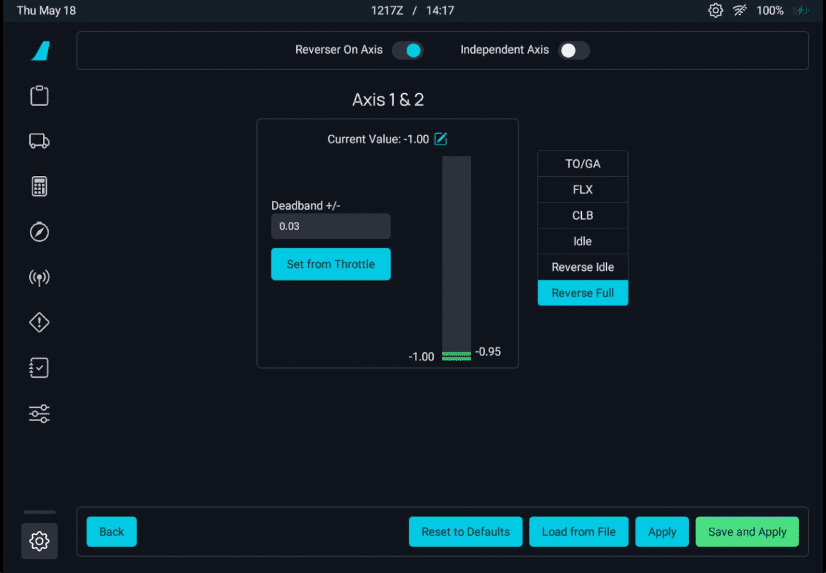 Thu May 18
1217Z / 14:17
100%
Reverser On Axis
Independent Axis
Axis 1 & 2
Current Value: -1.00
Deadband +/-
0.03
Set from Throttle
-1.00
-0.95
TO/GA
FLX
CLB
Idle
Reverse Idle
Reverse Full
Back
Reset to Defaults
Load from File
Apply
Save and Apply